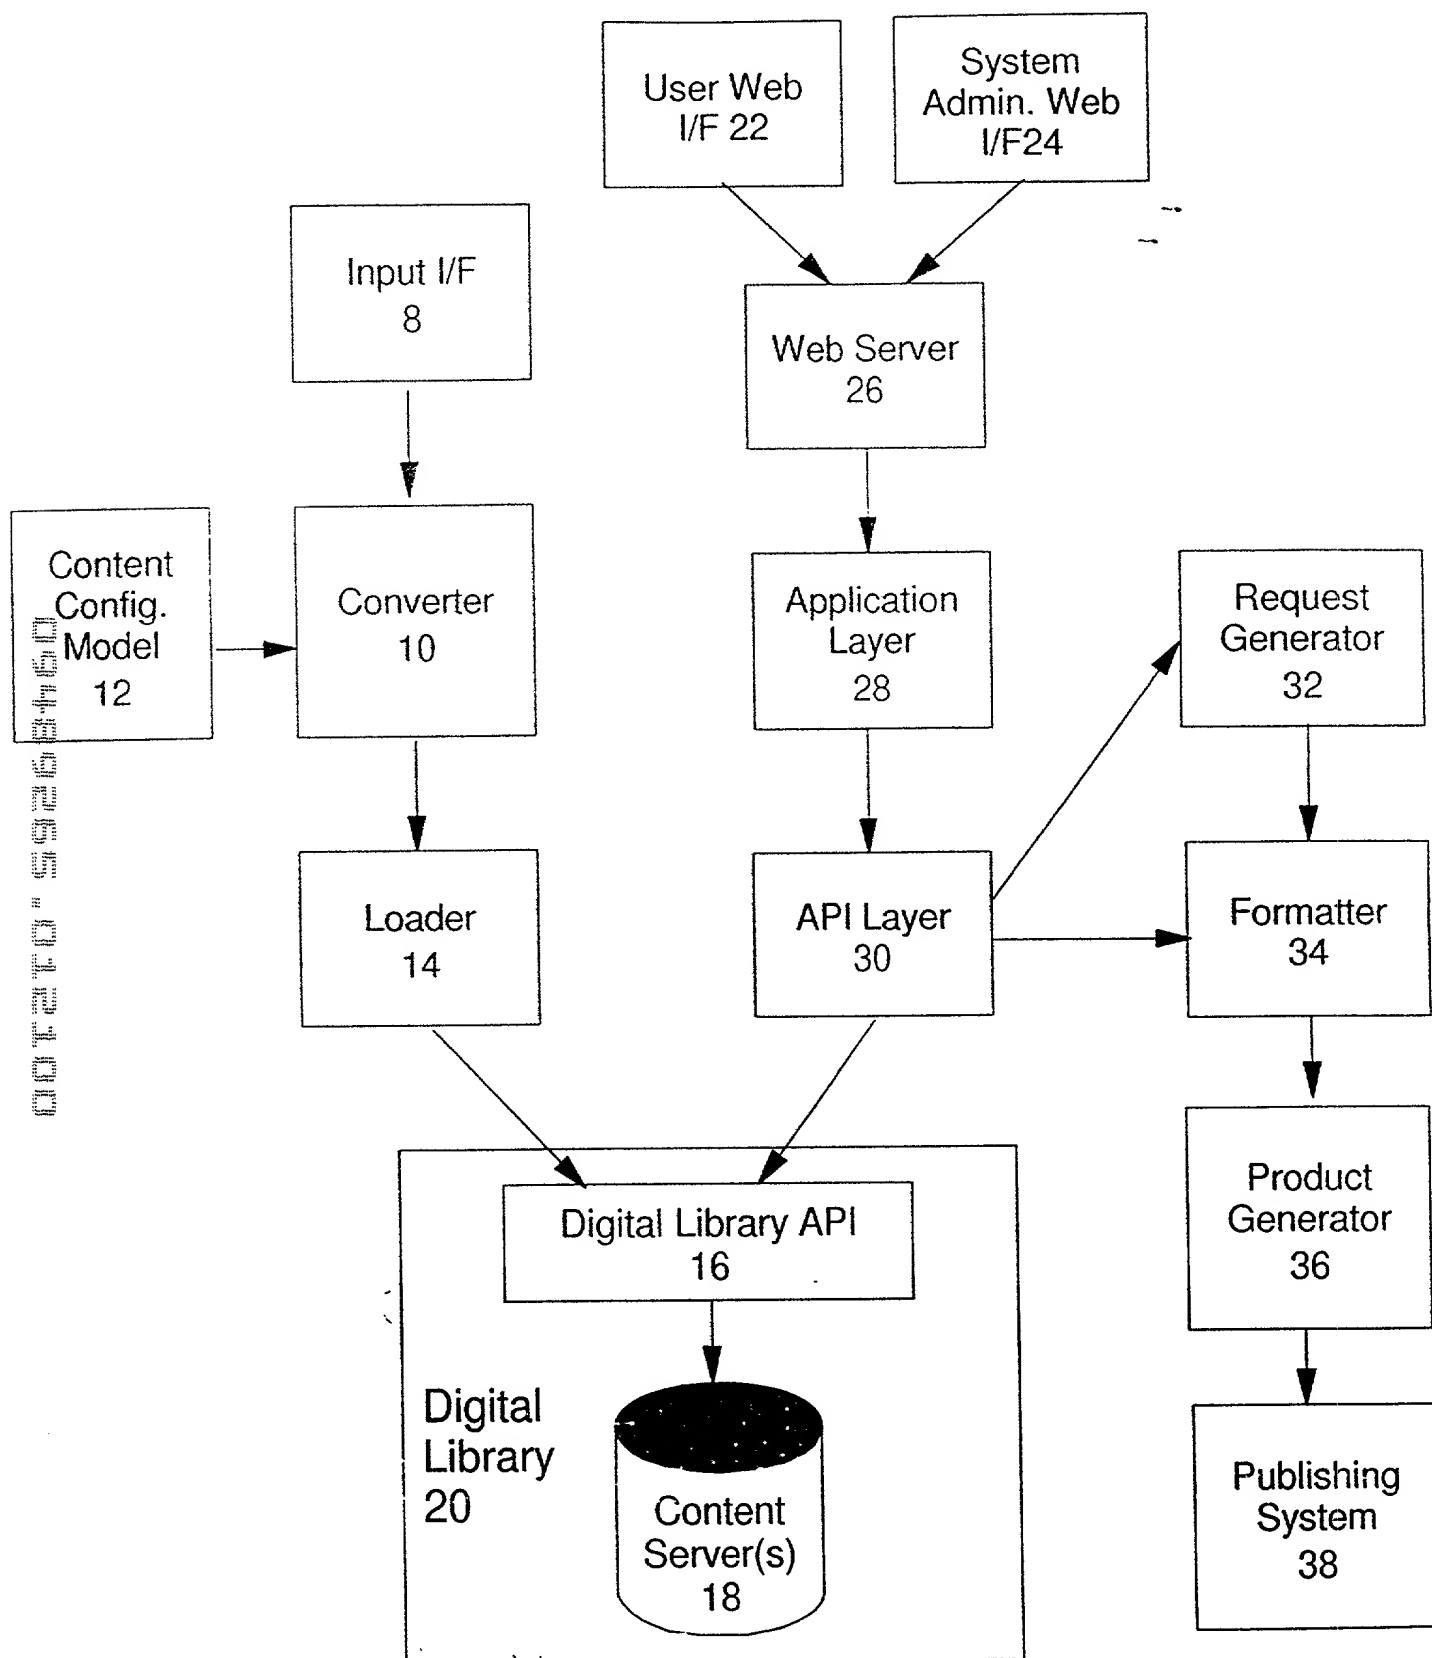 User Web
I/F 22
System
Admin. Web
I/F24
Input I/F
8
Web Server
26
Content
Config.
Model
12
Converter
10
Application
Layer
28
Request
Generator
32
Loader
14
API Layer
30
Formatter
34
Digital Library API
16
Product
Generator
36
Digital
Library
20
Content
Server(s)
18
Publishing
System
38